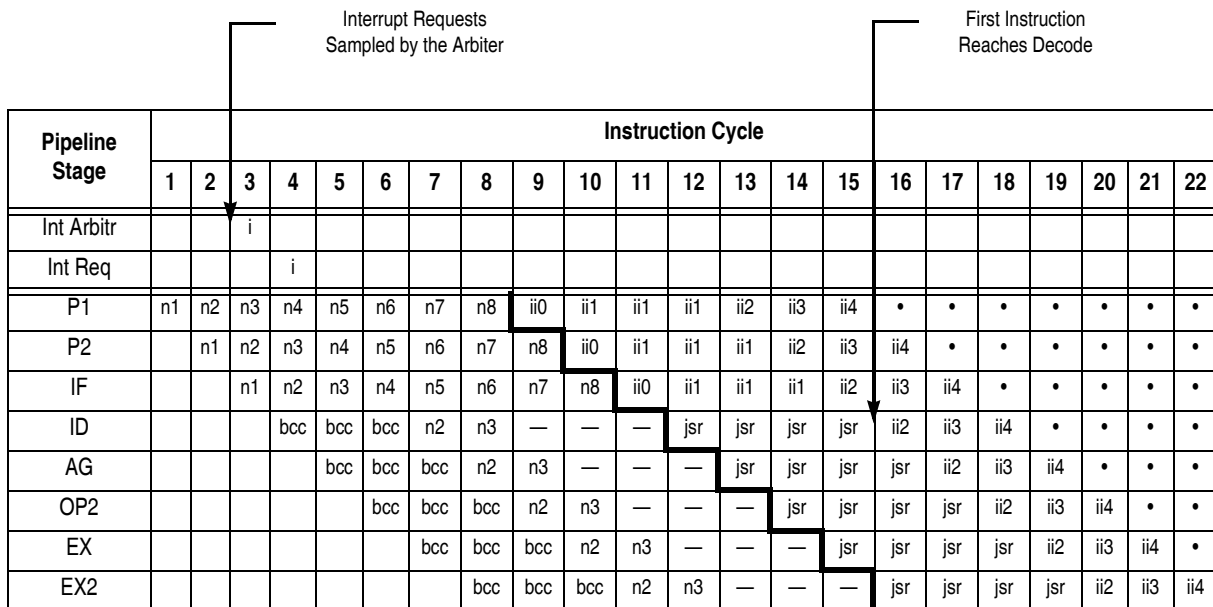 Interrupt Requests
Sampled by the Arbiter
First Instruction
Reaches Decode
Pipeline
Stage
Instruction Cycle
1 2 3 4 5 6 7 8 9 10 11 12 13 14 15 16 17 18 19 20 21 22
Int Arbitr i
Int Req i
P1 n1 n2 n3 n4 n5 n6 n7 n8 ii0 ii1 ii1 ii1 ii2 ii3 ii4 • • • • • • •
P2 n1 n2 n3 n4 n5 n6 n7 n8 ii0 ii1 ii1 ii1 ii2 ii3 ii4 • • • • • •
IF n1 n2 n3 n4 n5 n6 n7 n8 ii0 ii1 ii1 ii1 ii2 ii3 ii4 • • • • •
ID bcc bcc bcc n2 n3 — — — jsr jsr jsr jsr ii2 ii3 ii4 • • • •
AG bcc bcc bcc n2 n3 — — — jsr jsr jsr jsr ii2 ii3 ii4 • • •
OP2 bcc bcc bcc n2 n3 — — — jsr jsr jsr jsr ii2 ii3 ii4 • •
EX bcc bcc bcc n2 n3 — — — jsr jsr jsr jsr ii2 ii3 ii4 •
EX2 bcc bcc bcc n2 n3 — — — jsr jsr jsr jsr ii2 ii3 ii4